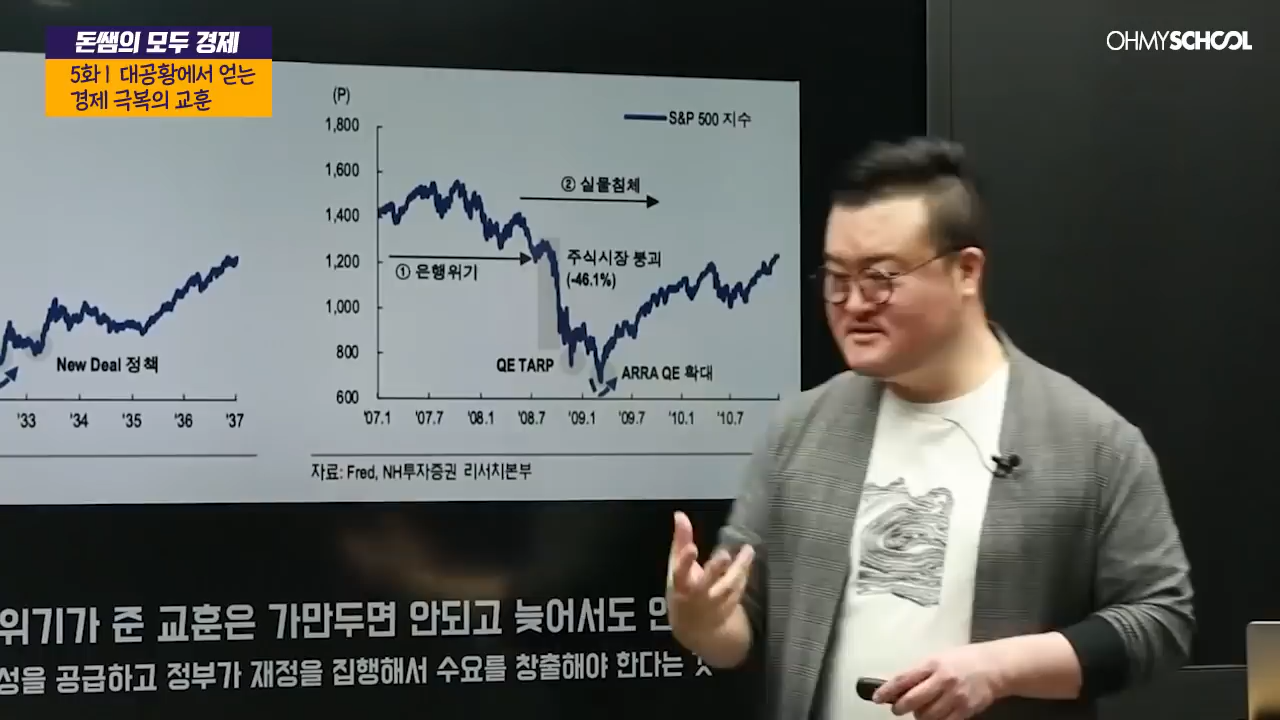 돈쌤의 모두 경제
5화 | 대공황에서 얻는
경제 극복의 교훈
OHMYSCHOOL
(P)
S&P 500 지수
1,800
1,600
1,400
1,200
1,000
800
600
② 실물침체
① 은행위기
주식시장 붕괴
(-46.1%)
QE TARP
ARRA QE 확대
'07.1 '07.7 '08.1 '08.7 '09.1 '09.7 '10.1 '10.7
New Deal 정책
'33 '34 '35 '36 '37
자료: Fred, NH투자증권 리서치본부
위기가 준 교훈은 가만두면 안되고 늦어서도
성을 공급하고 정부가 재정을 집행해서 수요를 창출해야 한다는